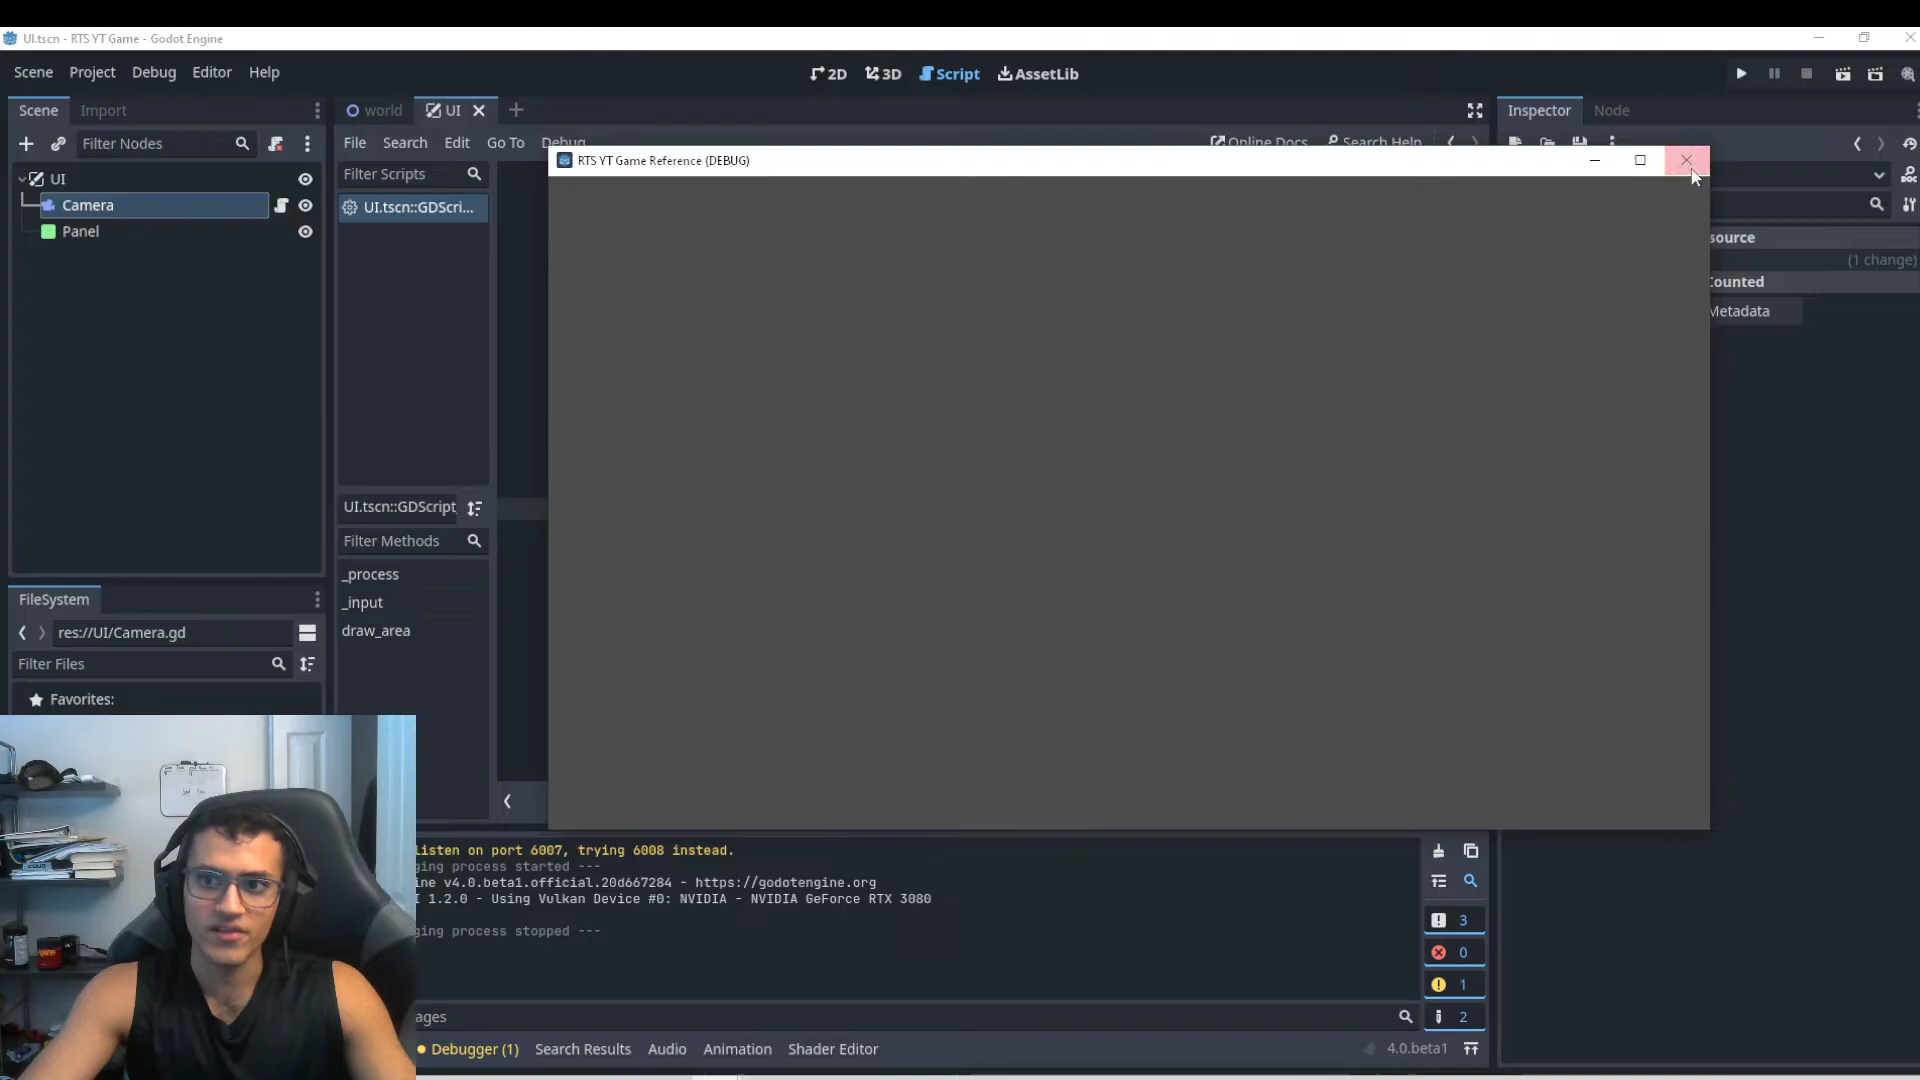 UI.tscn - RTS YT Game - Godot Engine
Scene Project Debug Editor Help
2D 3D Script AssetLib
Scene Import
world UI
Inspector Node
Filter Nodes
File Search Edit Go To Debug
Online Docs Search Help
RTS YT Game Reference (DEBUG)
Filter Scripts
UI
Camera
Panel
UI.tscn::GDScri...
source
(1 change)
Counted
Metadata
UI.tscn::GDScript
Filter Methods
_process
_input
draw_area
FileSystem
res://UI/Camera.gd
Filter Files
Favorites:
listen on port 6007, trying 6008 instead.
ging process started ---
ine v4.0.beta1.official.20d667284 - https://godotengine.org
I 1.2.0 - Using Vulkan Device #0: NVIDIA - NVIDIA GeForce RTX 3080
ging process stopped ---
3
0
1
2
ages
Debugger (1) Search Results Audio Animation Shader Editor
4.0.beta1